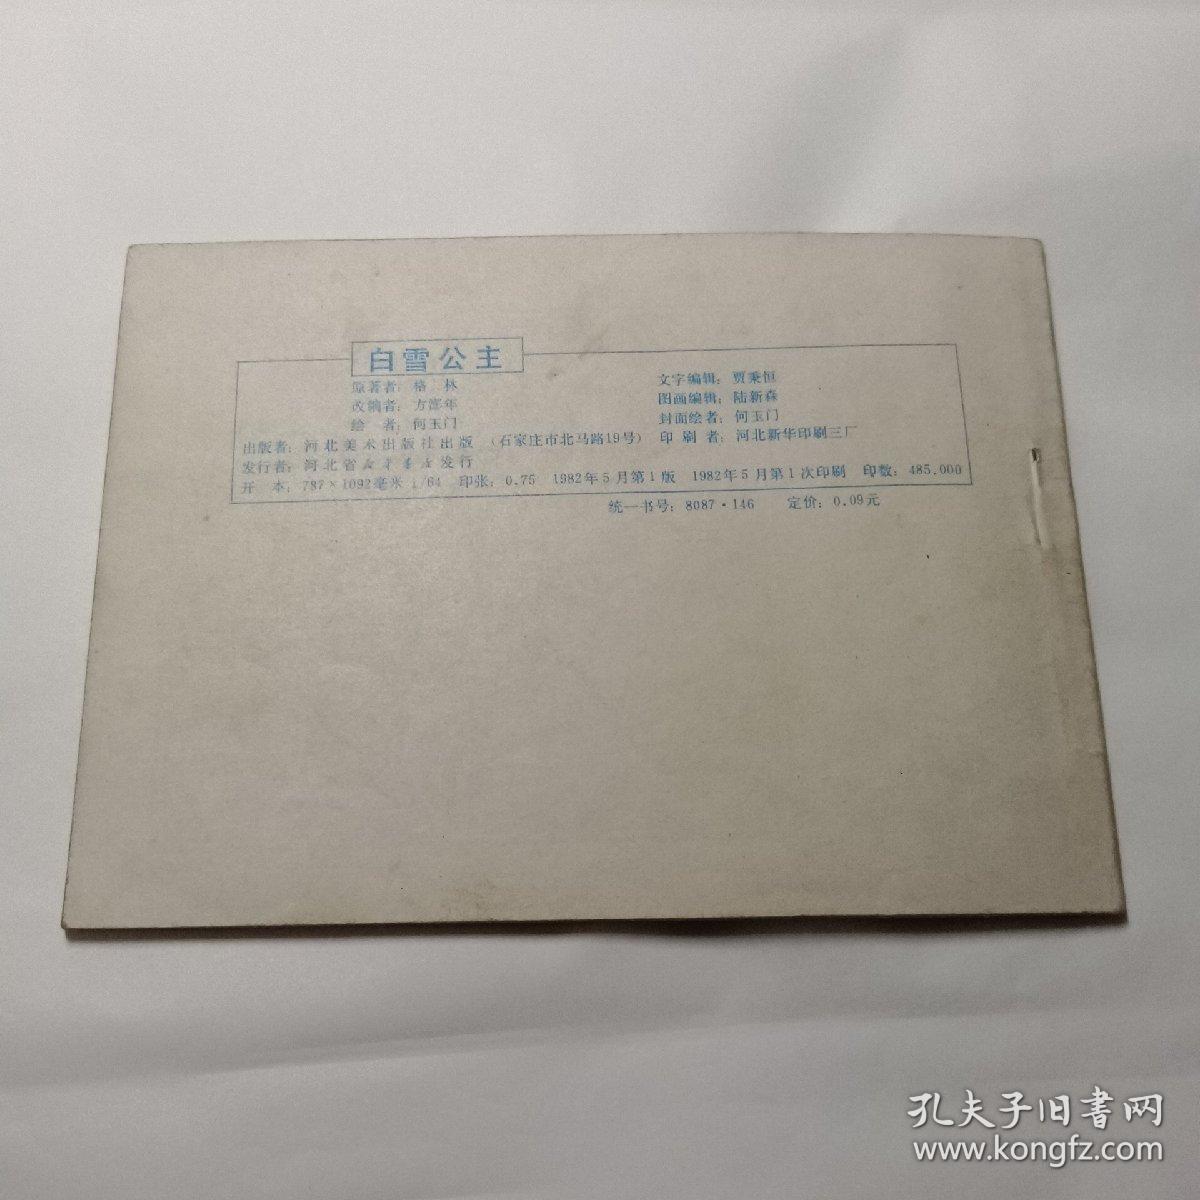 白雪公主
原著者：格 林
改编者：方澎年
绘 者：何玉门
文字编辑：贾秉恒
图画编辑：陆新森
封面绘者：何玉门
出版者：河北美术出版社出版 （石家庄市北马路19号） 印刷者：河北新华印刷三厂
发行者：河北省新华书店发行
开 本：787×1092毫米 1/64 印张：0.75 1982年5月第1版 1982年5月第1次印刷 印数：485.000
统一书号：8087·146 定价：0.09元
孔夫子旧书网
www.kongfz.com